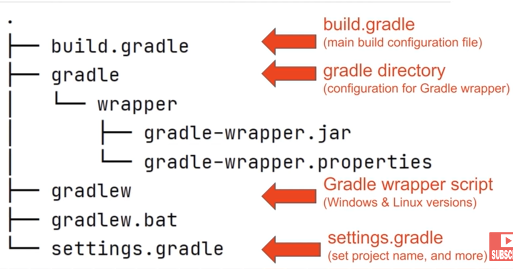 .
├── build.gradle
build.gradle
(main build configuration file)
├── gradle
gradle directory
(configuration for Gradle wrapper)
│ └── wrapper
│ ├── gradle-wrapper.jar
│ └── gradle-wrapper.properties
├── gradlew
Gradle wrapper script
(Windows & Linux versions)
├── gradlew.bat
└── settings.gradle
settings.gradle
(set project name, and more)
SUBSC